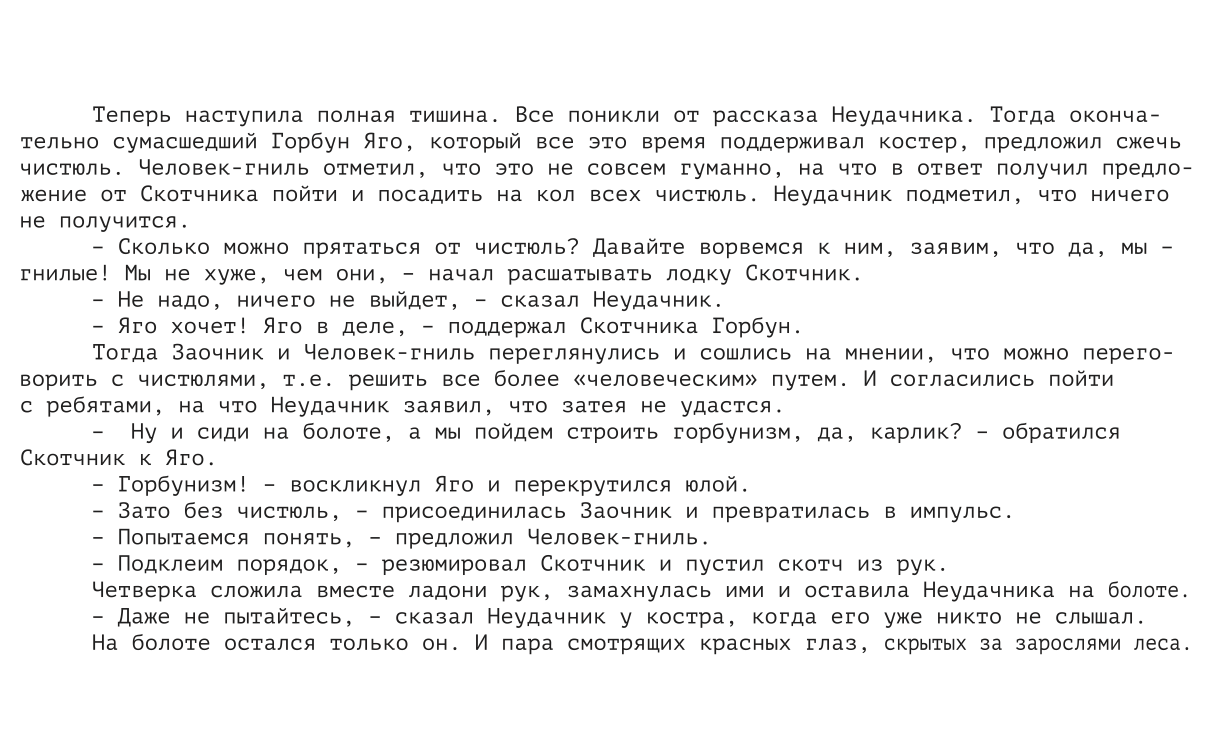 Теперь наступила полная тишина. Все поникли от рассказа Неудачника. Тогда оконча-
тельно сумасшедший Горбун Яго, который все это время поддерживал костер, предложил сжечь
чистюль. Человек-гниль отметил, что это не совсем гуманно, на что в ответ получил предло-
жение от Скотчника пойти и посадить на кол всех чистюль. Неудачник подметил, что ничего
не получится.
– Сколько можно прятаться от чистюль? Давайте ворвемся к ним, заявим, что да, мы –
гнилые! Мы не хуже, чем они, – начал расшатывать лодку Скотчник.
– Не надо, ничего не выйдет, – сказал Неудачник.
– Яго хочет! Яго в деле, – поддержал Скотчника Горбун.
Тогда Заочник и Человек-гниль переглянулись и сошлись на мнении, что можно перего-
ворить с чистюлями, т.е. решить все более «человеческим» путем. И согласились пойти
с ребятами, на что Неудачник заявил, что затея не удастся.
–  Ну и сиди на болоте, а мы пойдем строить горбунизм, да, карлик? – обратился
Скотчник к Яго.
– Горбунизм! – воскликнул Яго и перекрутился юлой.
– Зато без чистюль, – присоединилась Заочник и превратилась в импульс.
– Попытаемся понять, – предложил Человек-гниль.
– Подклеим порядок, – резюмировал Скотчник и пустил скотч из рук.
Четверка сложила вместе ладони рук, замахнулась ими и оставила Неудачника на болоте.
– Даже не пытайтесь, – сказал Неудачник у костра, когда его уже никто не слышал.
На болоте остался только он. И пара смотрящих красных глаз, скрытых за зарослями леса.